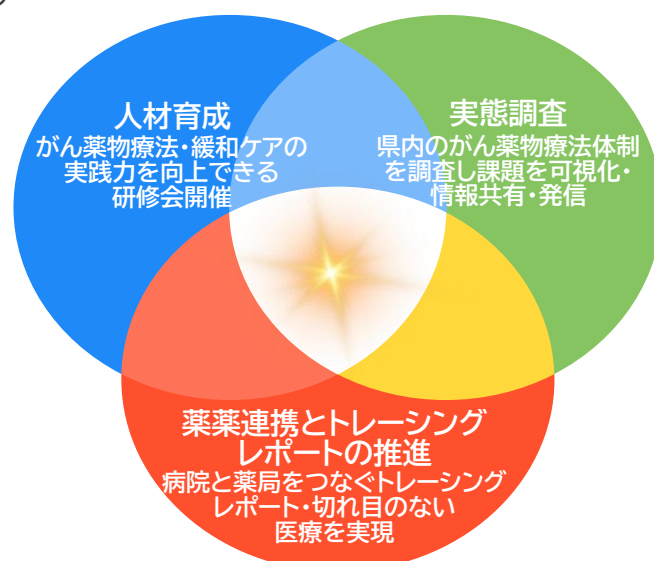 人材育成
がん薬物療法・緩和ケアの
実践力を向上できる
研修会開催
実態調査
県内のがん薬物療法体制
を調査し課題を可視化・
情報共有・発信
薬薬連携とトレーシング
レポートの推進
病院と薬局をつなぐトレーシング
レポート・切れ目のない
医療を実現